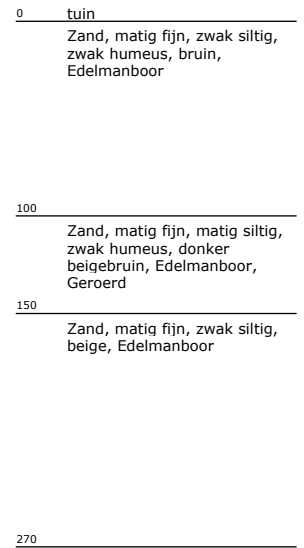 0 tuin
Zand, matig fijn, zwak siltig,
zwak humeus, bruin,
Edelmanboor
100
Zand, matig fijn, matig siltig,
zwak humeus, donker
beigebruin, Edelmanboor,
Geroerd
150
Zand, matig fijn, zwak siltig,
beige, Edelmanboor
270